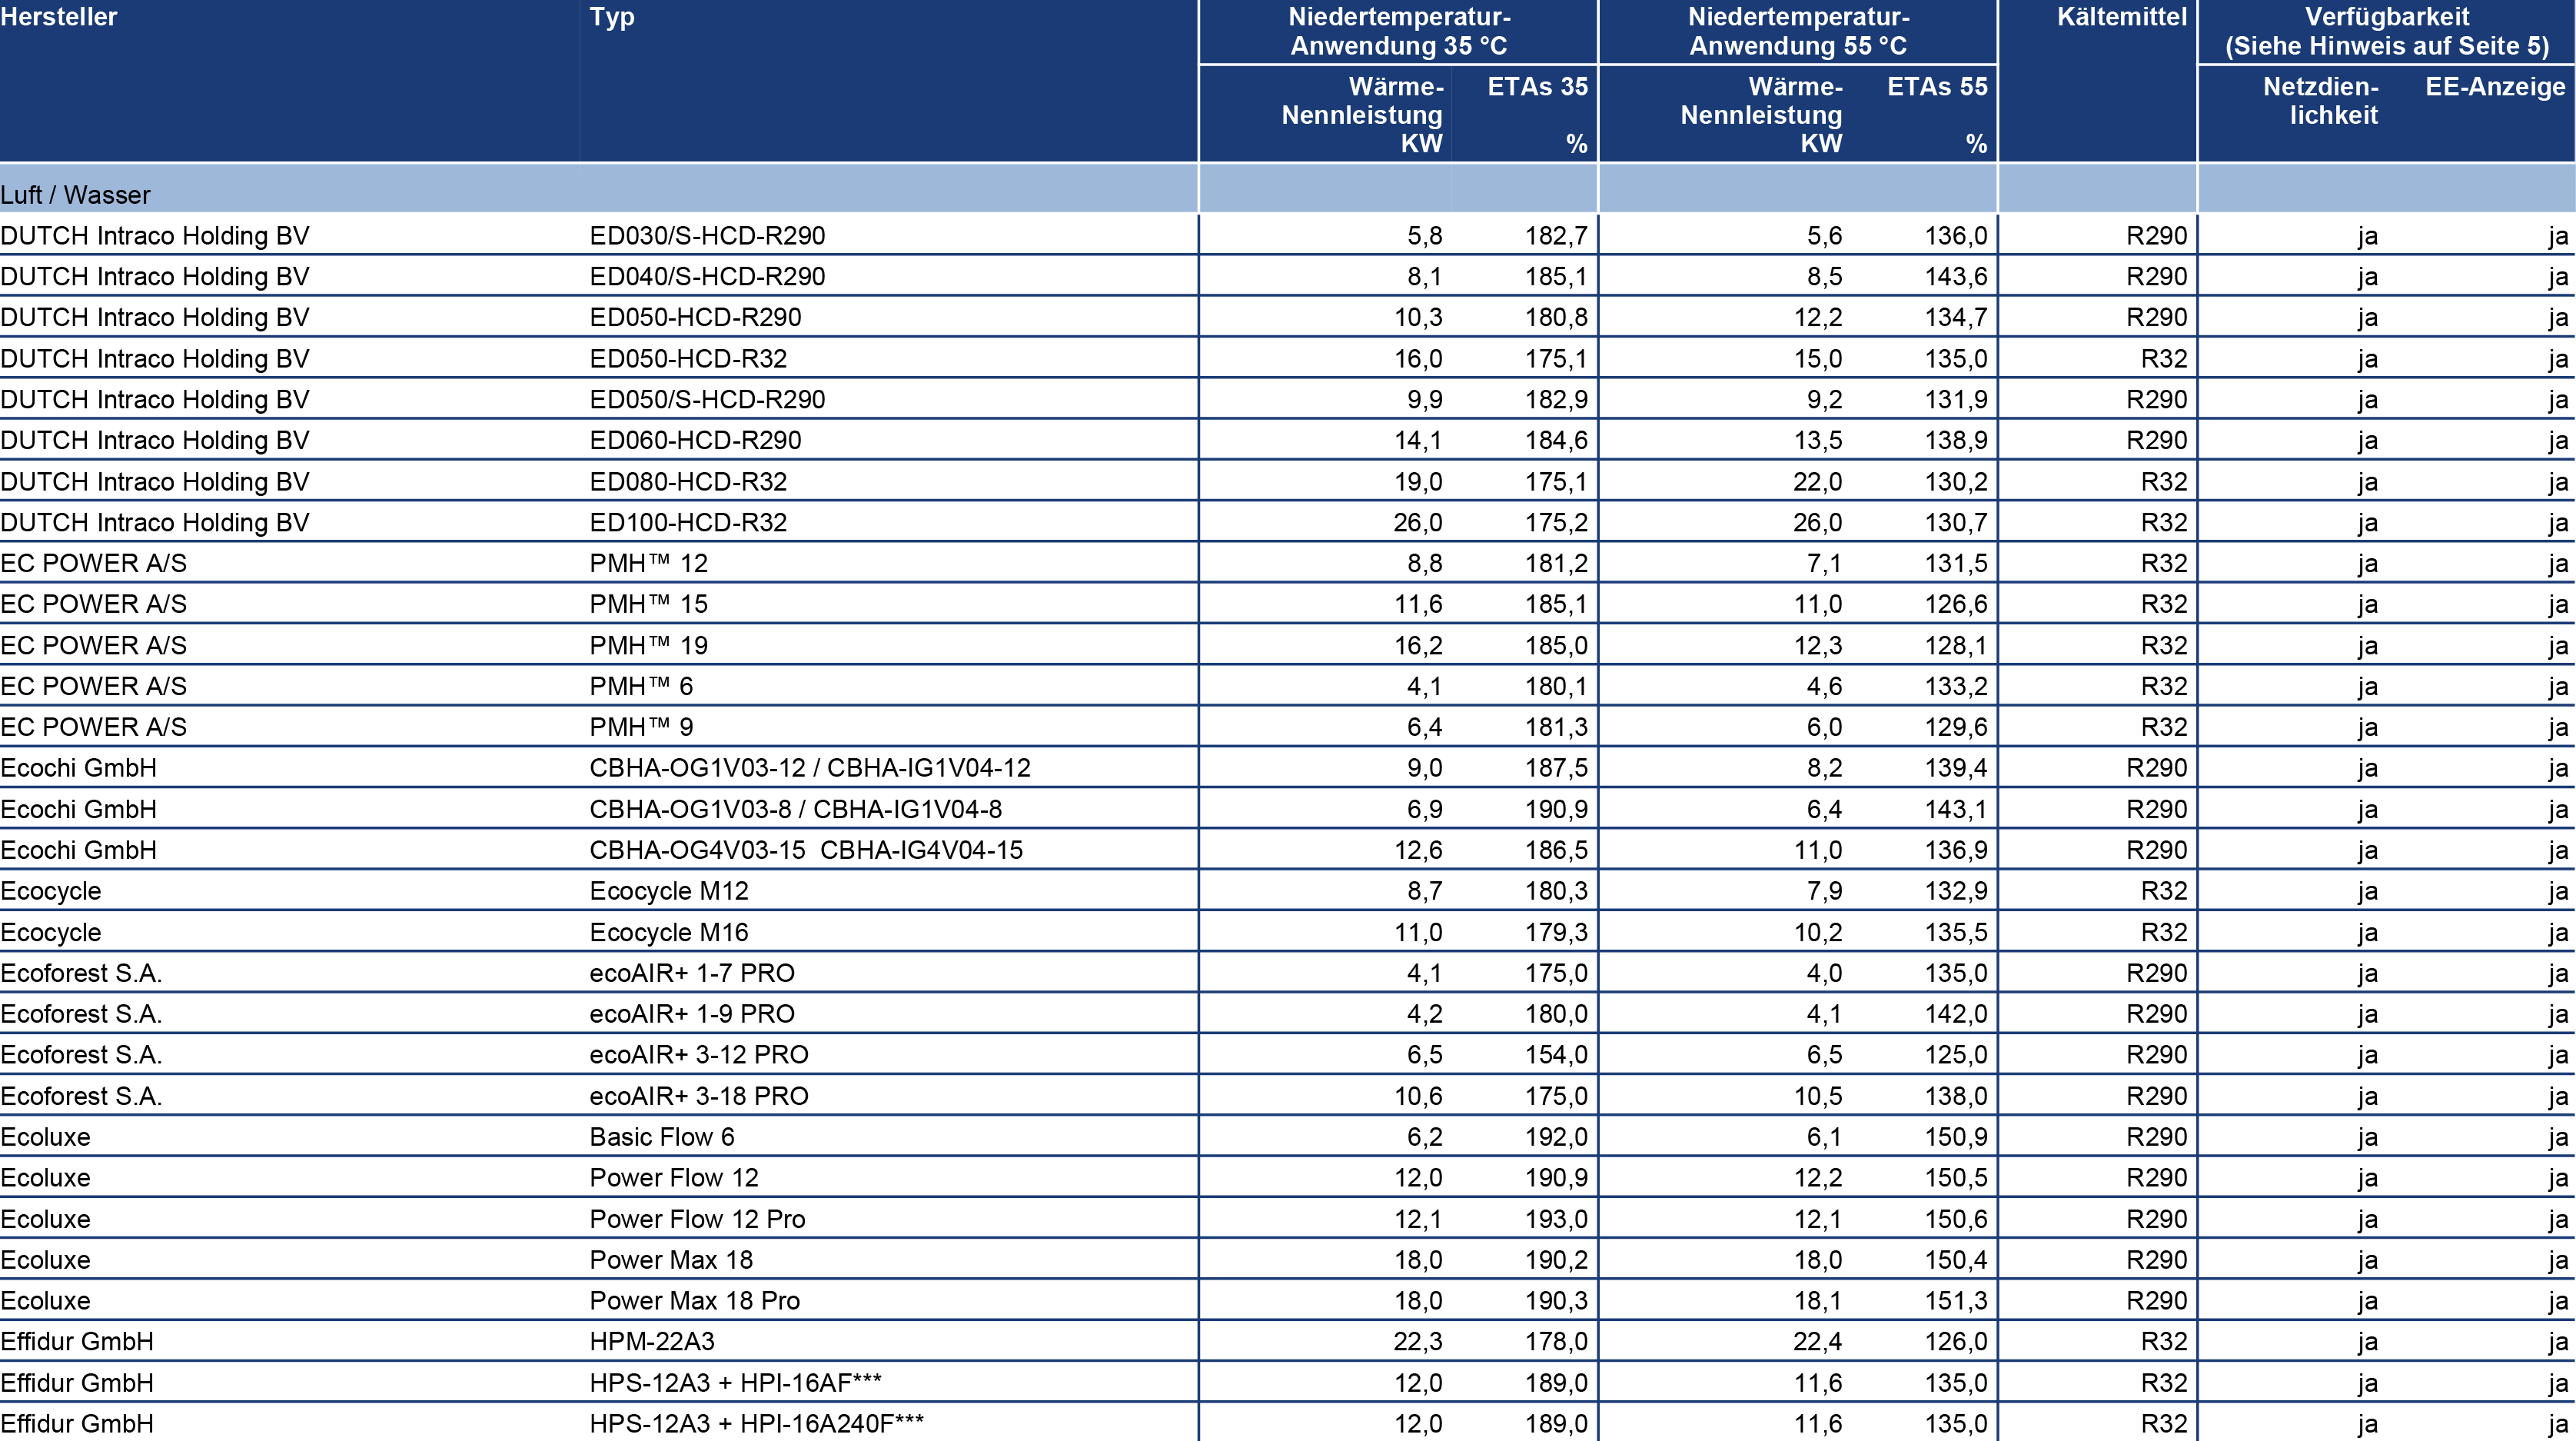 Hersteller Typ Niedertemperatur- Niedertemperatur- Kältemittel Verfügbarkeit
Anwendung 35 °C Anwendung 55 °C (Siehe Hinweis auf Seite 5)
Wärme- ETAs 35 Wärme- ETAs 55 Netzdien- EE-Anzeige
Nennleistung Nennleistung lichkeit
KW % KW %
Luft / Wasser
DUTCH Intraco Holding BV ED030/S-HCD-R290 5,8 182,7 5,6 136,0 R290 ja ja
DUTCH Intraco Holding BV ED040/S-HCD-R290 8,1 185,1 8,5 143,6 R290 ja ja
DUTCH Intraco Holding BV ED050-HCD-R290 10,3 180,8 12,2 134,7 R290 ja ja
DUTCH Intraco Holding BV ED050-HCD-R32 16,0 175,1 15,0 135,0 R32 ja ja
DUTCH Intraco Holding BV ED050/S-HCD-R290 9,9 182,9 9,2 131,9 R290 ja ja
DUTCH Intraco Holding BV ED060-HCD-R290 14,1 184,6 13,5 138,9 R290 ja ja
DUTCH Intraco Holding BV ED080-HCD-R32 19,0 175,1 22,0 130,2 R32 ja ja
DUTCH Intraco Holding BV ED100-HCD-R32 26,0 175,2 26,0 130,7 R32 ja ja
EC POWER A/S PMH™ 12 8,8 181,2 7,1 131,5 R32 ja ja
EC POWER A/S PMH™ 15 11,6 185,1 11,0 126,6 R32 ja ja
EC POWER A/S PMH™ 19 16,2 185,0 12,3 128,1 R32 ja ja
EC POWER A/S PMH™ 6 4,1 180,1 4,6 133,2 R32 ja ja
EC POWER A/S PMH™ 9 6,4 181,3 6,0 129,6 R32 ja ja
Ecochi GmbH CBHA-OG1V03-12 / CBHA-IG1V04-12 9,0 187,5 8,2 139,4 R290 ja ja
Ecochi GmbH CBHA-OG1V03-8 / CBHA-IG1V04-8 6,9 190,9 6,4 143,1 R290 ja ja
Ecochi GmbH CBHA-OG4V03-15  CBHA-IG4V04-15 12,6 186,5 11,0 136,9 R290 ja ja
Ecocycle Ecocycle M12 8,7 180,3 7,9 132,9 R32 ja ja
Ecocycle Ecocycle M16 11,0 179,3 10,2 135,5 R32 ja ja
Ecoforest S.A. ecoAIR+ 1-7 PRO 4,1 175,0 4,0 135,0 R290 ja ja
Ecoforest S.A. ecoAIR+ 1-9 PRO 4,2 180,0 4,1 142,0 R290 ja ja
Ecoforest S.A. ecoAIR+ 3-12 PRO 6,5 154,0 6,5 125,0 R290 ja ja
Ecoforest S.A. ecoAIR+ 3-18 PRO 10,6 175,0 10,5 138,0 R290 ja ja
Ecoluxe Basic Flow 6 6,2 192,0 6,1 150,9 R290 ja ja
Ecoluxe Power Flow 12 12,0 190,9 12,2 150,5 R290 ja ja
Ecoluxe Power Flow 12 Pro 12,1 193,0 12,1 150,6 R290 ja ja
Ecoluxe Power Max 18 18,0 190,2 18,0 150,4 R290 ja ja
Ecoluxe Power Max 18 Pro 18,0 190,3 18,1 151,3 R290 ja ja
Effidur GmbH HPM-22A3 22,3 178,0 22,4 126,0 R32 ja ja
Effidur GmbH HPS-12A3 + HPI-16AF*** 12,0 189,0 11,6 135,0 R32 ja ja
Effidur GmbH HPS-12A3 + HPI-16A240F*** 12,0 189,0 11,6 135,0 R32 ja ja